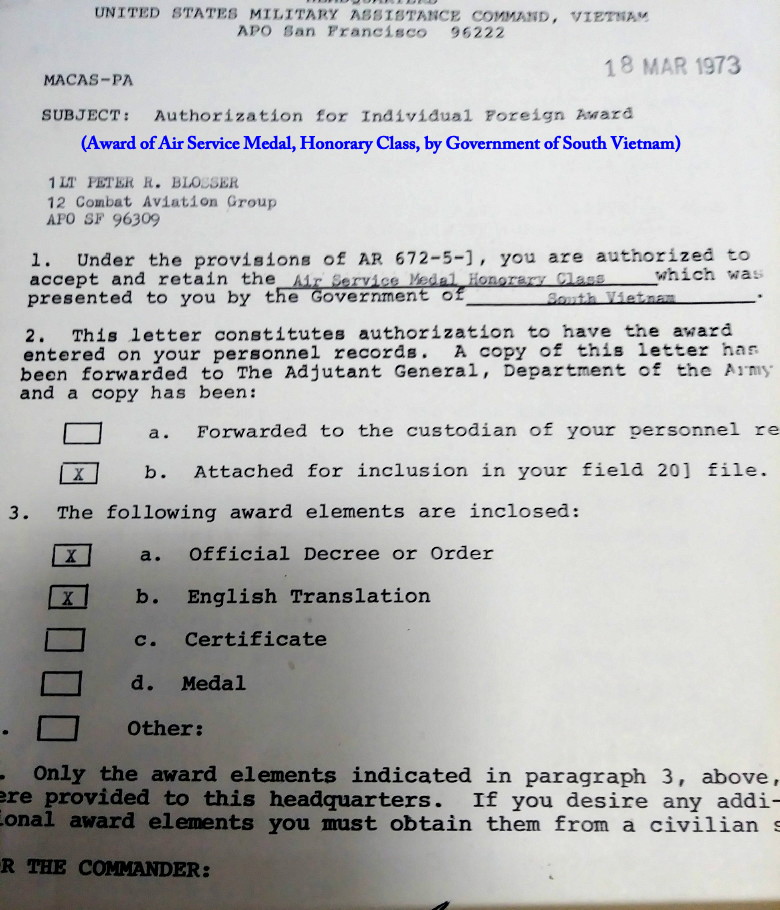 UNITED STATES MILITARY ASSISTANCE COMMAND, VIETNAM
APO San Francisco 96222
18 MAR 1973
MACAS-PA
SUBJECT: Authorization for Individual Foreign Award
(Award of Air Service Medal, Honorary Class, by Government of South Vietnam)
1LT PETER R. BLOSSER
12 Combat Aviation Group
APO SF 96309
1. Under the provisions of AR 672-5-], you are authorized to
accept and retain the Air Service Medal Honorary Class which was
presented to you by the Government of South Vietnam.
2. This letter constitutes authorization to have the award
entered on your personnel records. A copy of this letter has
been forwarded to The Adjutant General, Department of the Army
and a copy has been:
a. Forwarded to the custodian of your personnel re
X b. Attached for inclusion in your field 20] file.
3. The following award elements are inclosed:
X a. Official Decree or Order
X b. English Translation
c. Certificate
d. Medal
. Other:
. Only the award elements indicated in paragraph 3, above,
ere provided to this headquarters. If you desire any addi-
ional award elements you must obtain them from a civilian s
R THE COMMANDER: